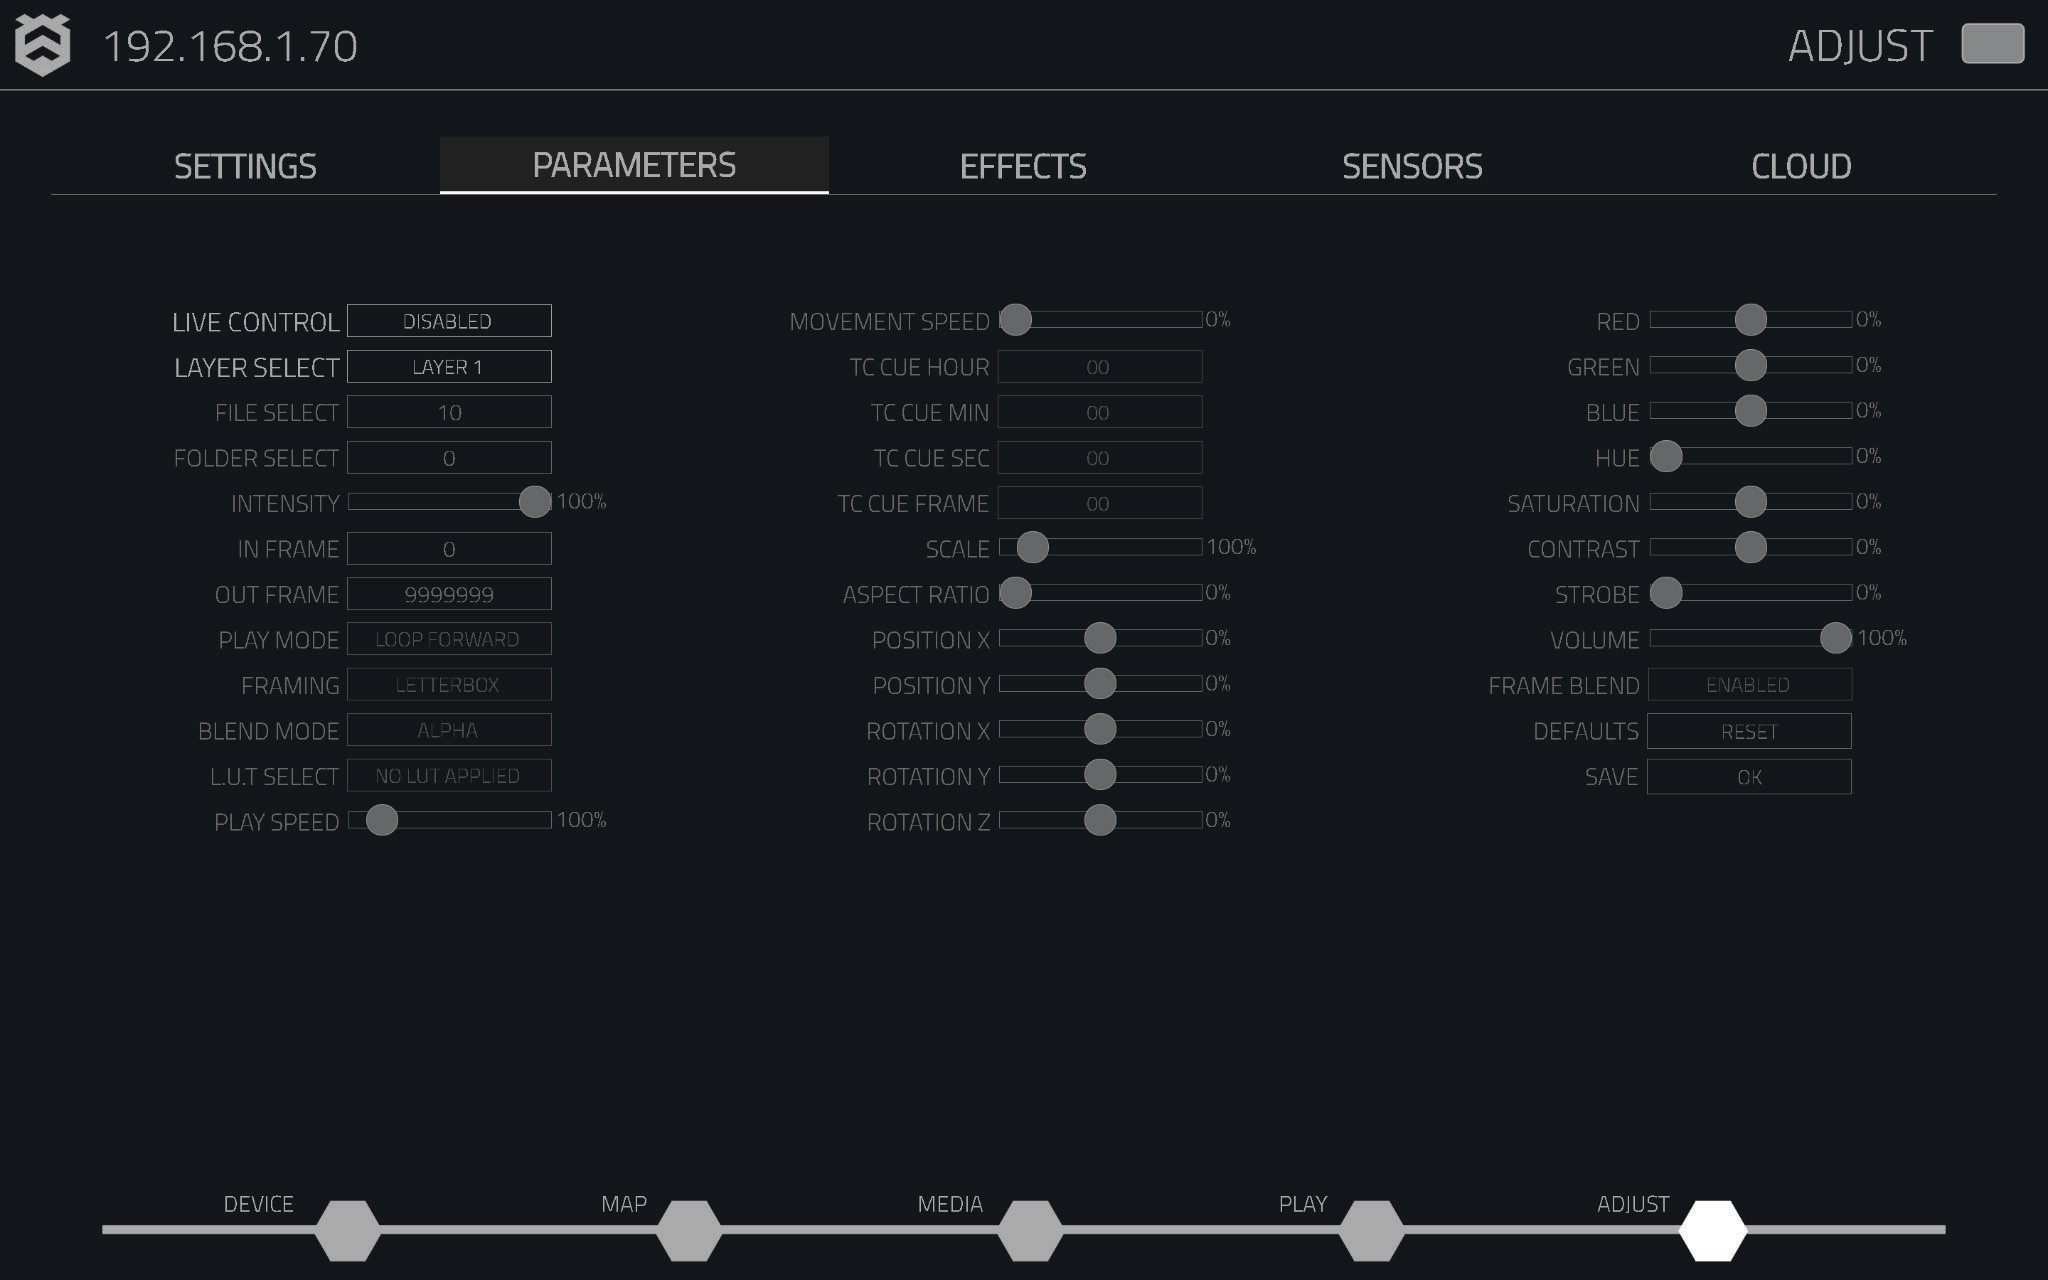 192.168.1.70
ADJUST
SETTINGS PARAMETERS EFFECTS SENSORS CLOUD
LIVE CONTROL DISABLED
LAYER SELECT LAYER 1
FILE SELECT 10
FOLDER SELECT 0
INTENSITY 100%
IN FRAME 0
OUT FRAME 9999999
PLAY MODE LOOP FORWARD
FRAMING LETTERBOX
BLEND MODE ALPHA
L.U.T SELECT NO LUT APPLIED
PLAY SPEED 100%
MOVEMENT SPEED 0%
TC CUE HOUR 00
TC CUE MIN 00
TC CUE SEC 00
TC CUE FRAME 00
SCALE 100%
ASPECT RATIO 0%
POSITION X 0%
POSITION Y 0%
ROTATION X 0%
ROTATION Y 0%
ROTATION Z 0%
RED 0%
GREEN 0%
BLUE 0%
HUE 0%
SATURATION 0%
CONTRAST 0%
STROBE 0%
VOLUME 100%
FRAME BLEND ENABLED
DEFAULTS RESET
SAVE OK
DEVICE MAP MEDIA PLAY ADJUST